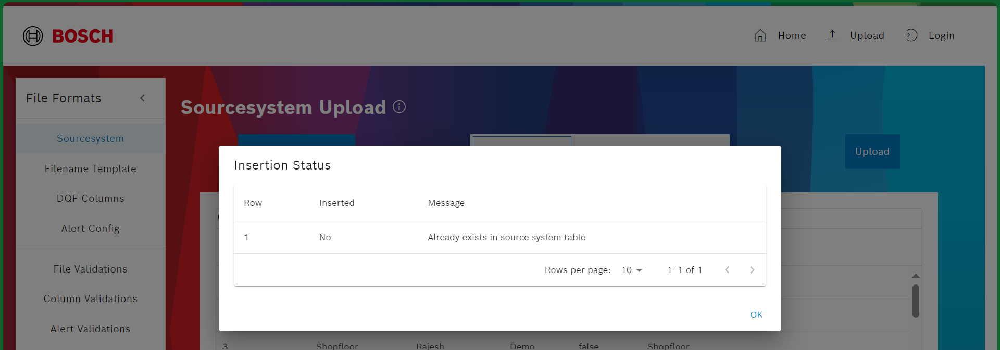 BOSCH
Home
Upload
Login
File Formats
Sourcesystem
Filename Template
DQF Columns
Alert Config
File Validations
Column Validations
Alert Validations
Sourcesystem Upload
Upload
Insertion Status
Row Inserted Message
1 No Already exists in source system table
Rows per page: 10 1–1 of 1
OK
3 Shopfloor Rajesh Demo false Shopfloor